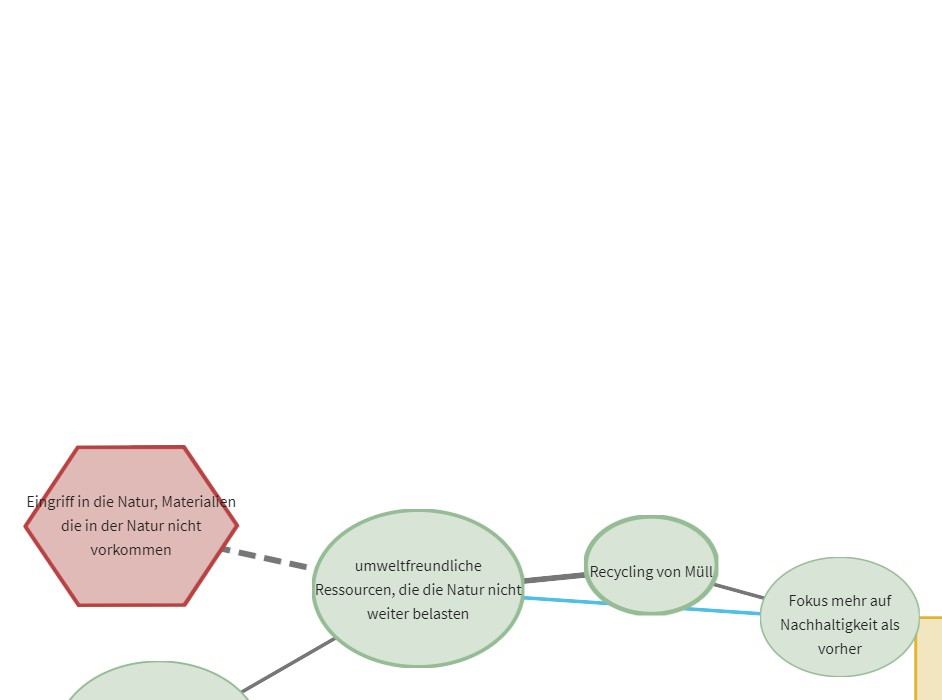 Eingriff in die Natur, Materialien
die in der Natur nicht
vorkommen
umweltfreundliche
Ressourcen, die die Natur nicht
weiter belasten
Recycling von Müll
Fokus mehr auf
Nachhaltigkeit als
vorher